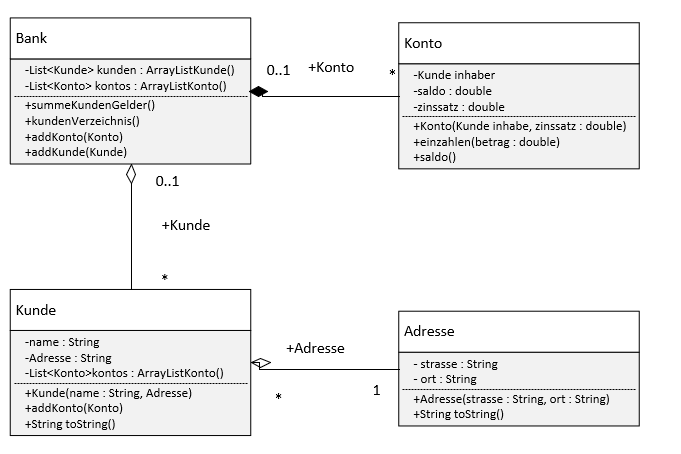 Bank
-List<Kunde> kunden : ArrayListKunde()
-List<Konto> kontos : ArrayListKonto()
+summeKundenGelder()
+kundenVerzeichnis()
+addKonto(Konto)
+addKunde(Kunde)
0..1
+Konto
*
Konto
-Kunde inhaber
-saldo : double
-zinssatz : double
+Konto(Kunde inhabe, zinssatz : double)
+einzahlen(betrag : double)
+saldo()
0..1
+Kunde
*
Kunde
-name : String
-Adresse : String
-List<Konto>kontos : ArrayListKonto()
+Kunde(name : String, Adresse)
+addKonto(Konto)
+String toString()
+Adresse
*
1
Adresse
- strasse : String
- ort : String
+Adresse(strasse : String, ort : String)
+String toString()